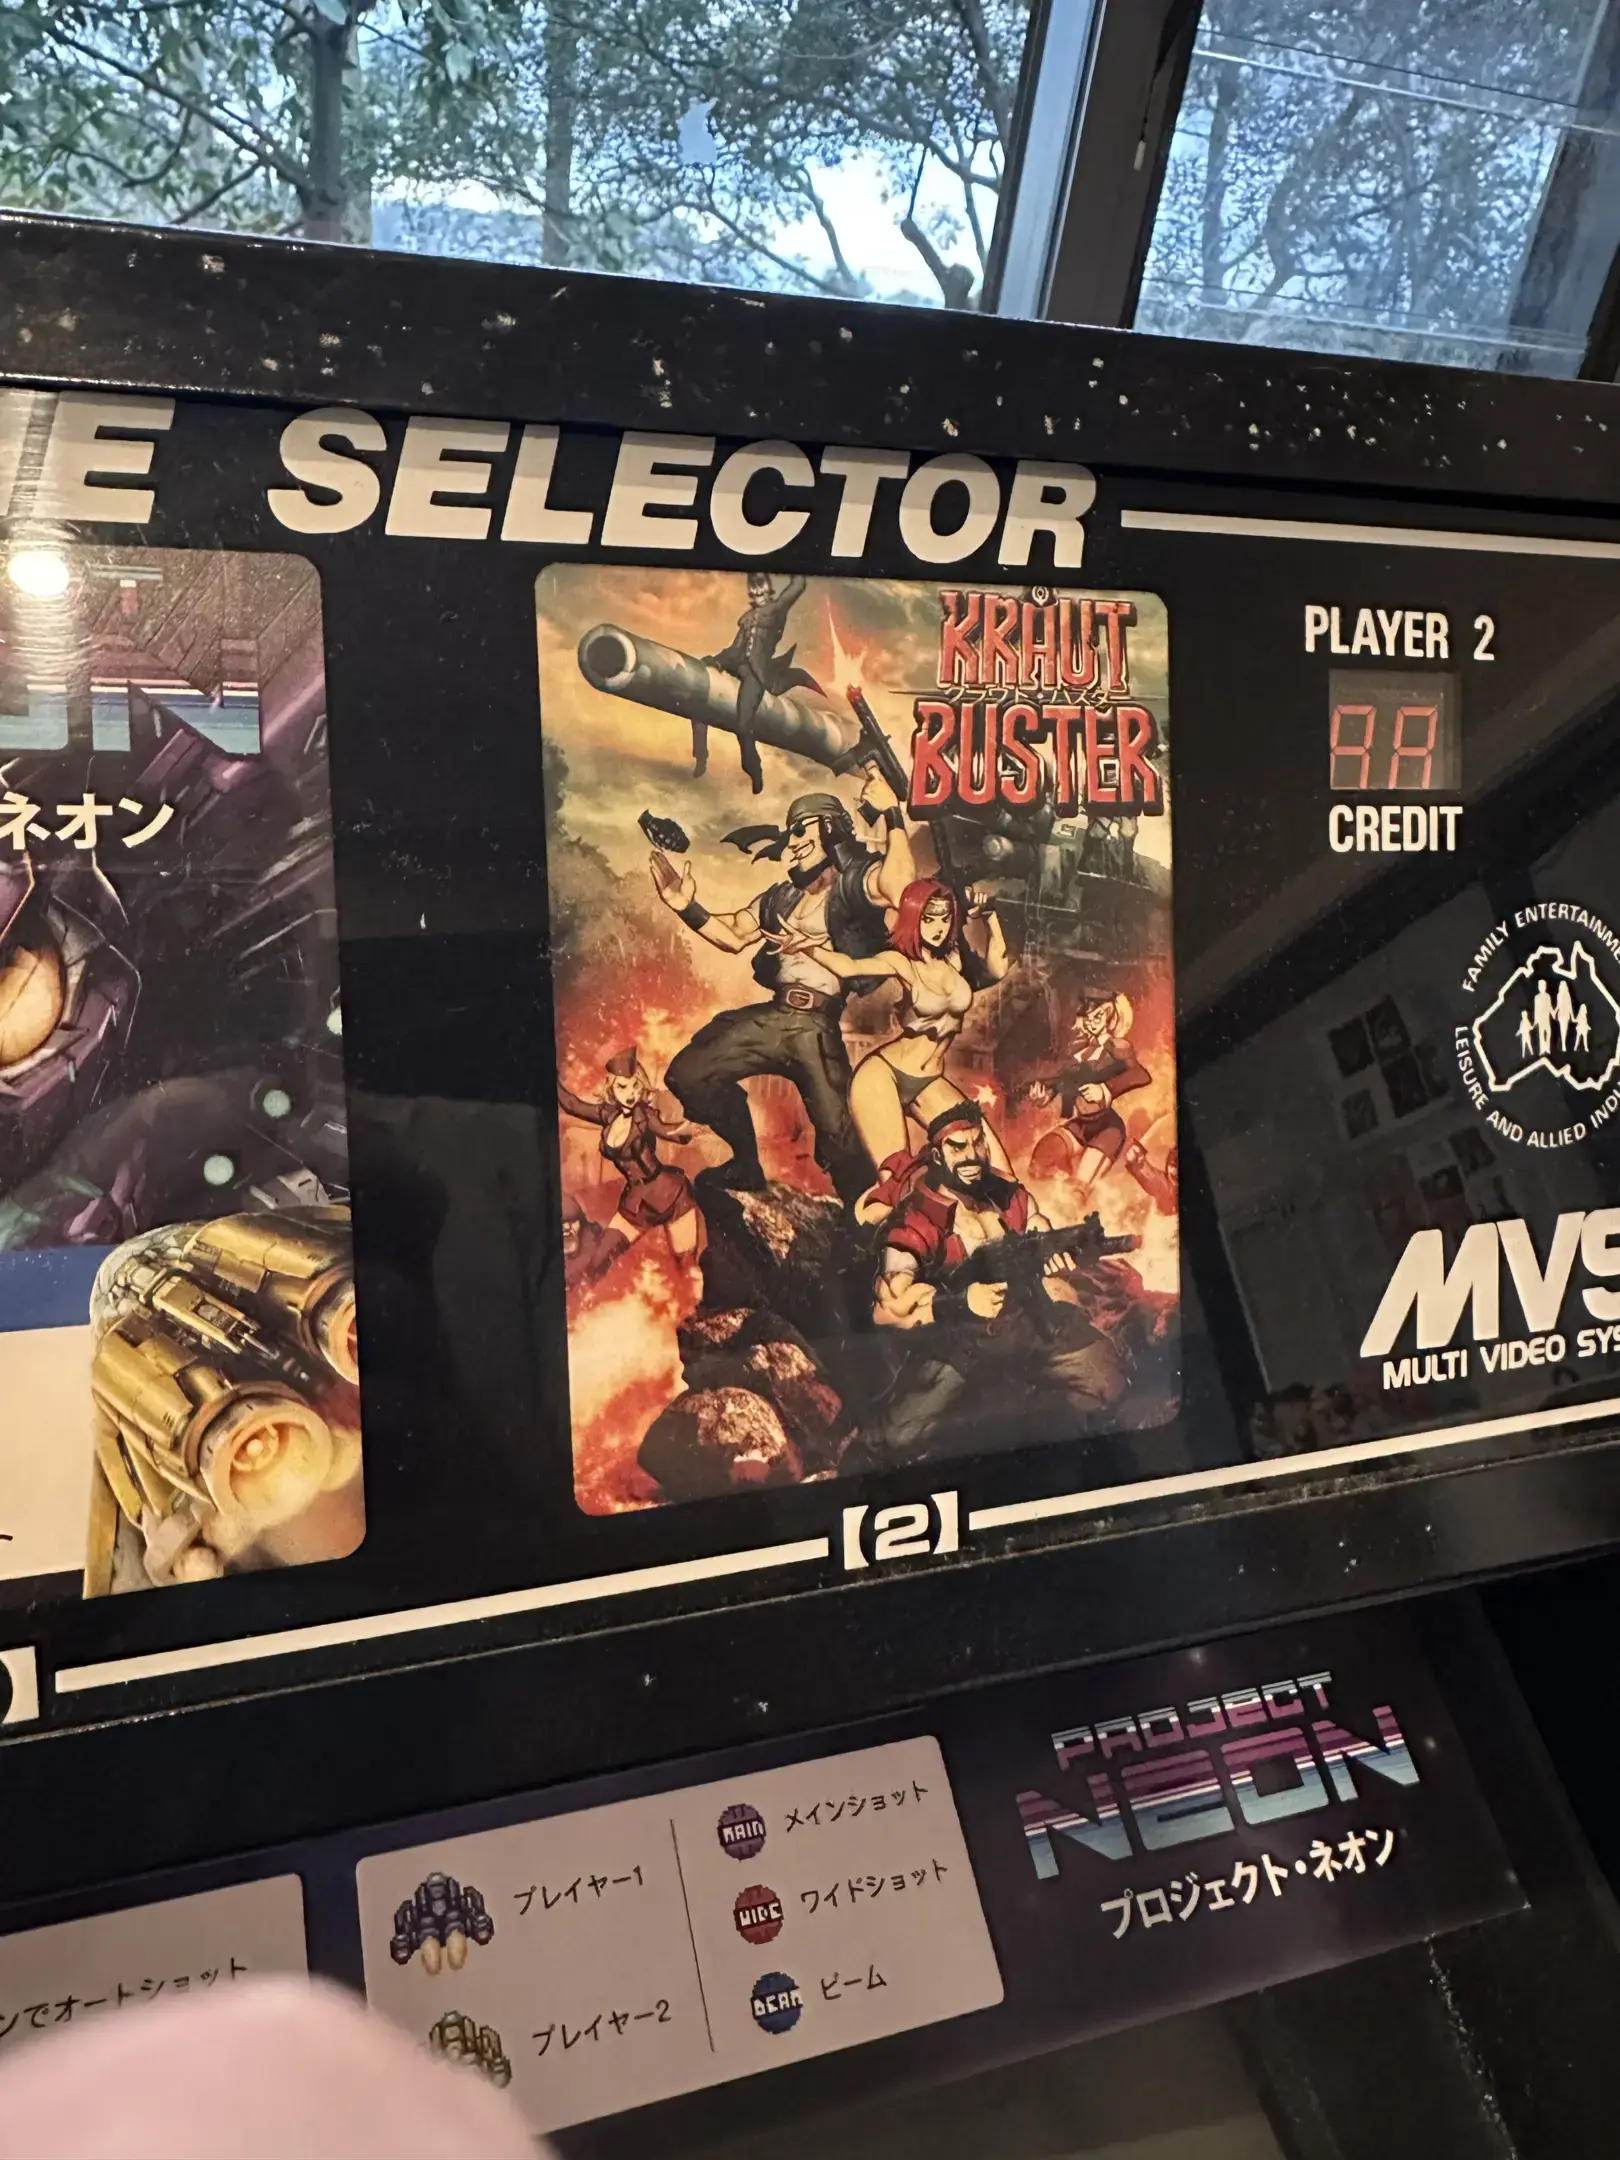 E SELECTOR
ネオン
KRAUT
クラウト・バスター
BUSTER
PLAYER 2
CREDIT
FAMILY ENTERTAINME
LEISURE AND ALLIED INDU
MVS
MULTI VIDEO SYS
【2】
PROJECT
NEON
プロジェクト・ネオン
プレイヤー1
プレイヤー2
MAIN メインショット
WIDE ワイドショット
BEAM ビーム
ンでオートショット